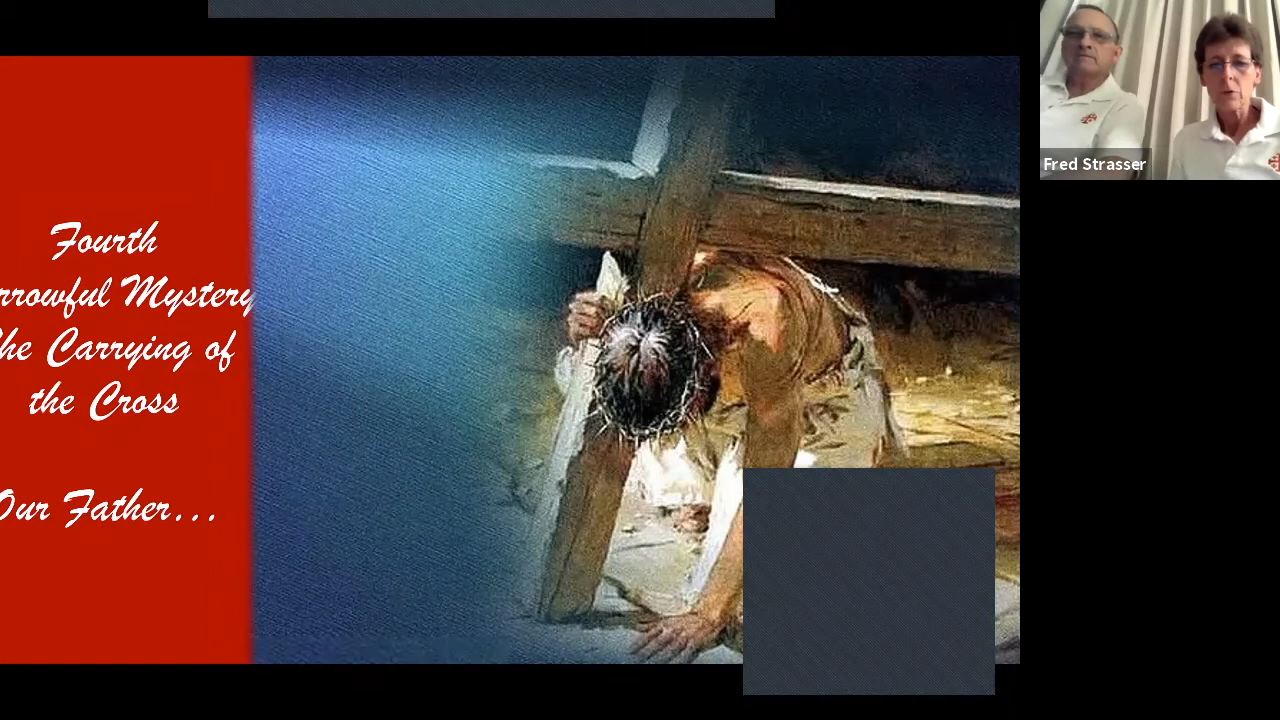 Fourth
rrowful Mystery
he Carrying of
the Cross
Our Father...
Fred Strasser